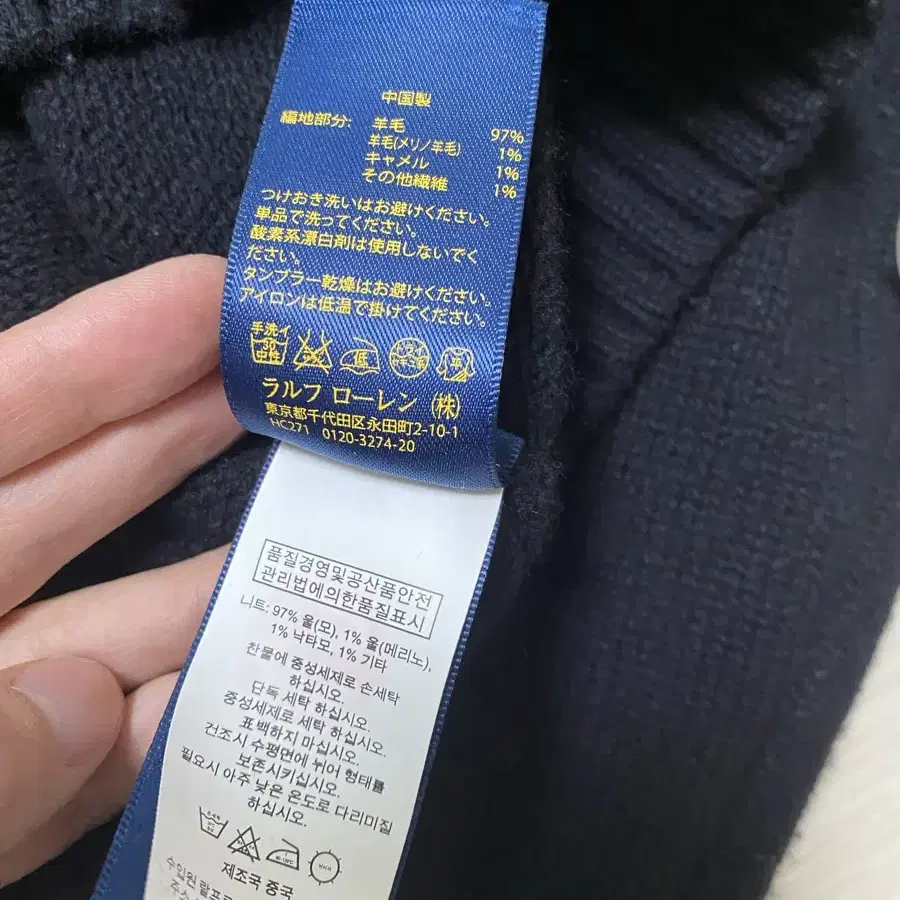 中国製
編地部分: 羊毛 97%
羊毛(メリノ羊毛) 1%
キャメル 1%
その他繊維 1%
つけおき洗いはお避けください。
単品で洗ってください。
酸素系漂白剤は使用しないでく
ださい。
タンブラー乾燥はお避けください。
アイロンは低温で掛けてください。
手洗イ
30
中性
低
平
ラルフ ローレン (株)
東京都千代田区永田町2-10-1
HC271 0120-3274-20
품질경영및공산품안전
관리법에의한품질표시
니트: 97% 울(모), 1% 울(메리노),
1% 낙타모, 1% 기타
찬물에 중성세제로 손세탁
하십시오.
단독 세탁 하십시오.
중성세제로 세탁 하십시오.
표백하지 마십시오.
건조시 수평면에 뉘어 형태를
보존시키십시오.
필요시 아주 낮은 온도로 다리미질
하십시오.
제조국 중국
수입원 랄프